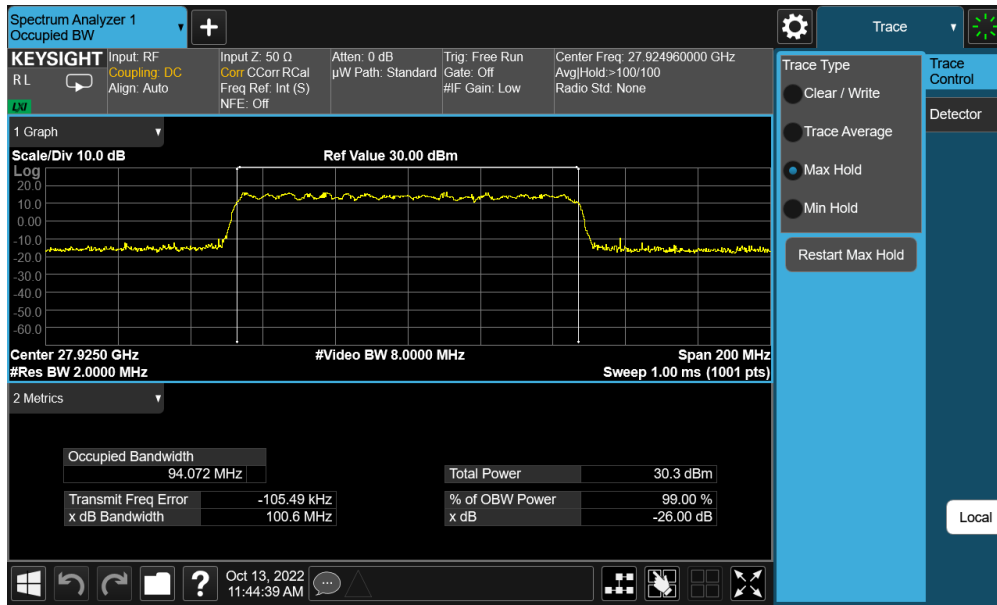 Spectrum Analyzer 1
Occupied BW
Trace
KEYSIGHT
R L
LXI
Input: RF
Coupling: DC
Align: Auto
Input Z: 50 Ω
Corr CCorr RCal
Freq Ref: Int (S)
NFE: Off
Atten: 0 dB
µW Path: Standard
Trig: Free Run
Gate: Off
#IF Gain: Low
Center Freq: 27.924960000 GHz
Avg|Hold:>100/100
Radio Std: None
Trace Type
Clear / Write
Trace Average
Max Hold
Min Hold
Restart Max Hold
Trace
Control
Detector
Local
1 Graph
Scale/Div 10.0 dB
Ref Value 30.00 dBm
Log
20.0
10.0
0.00
-10.0
-20.0
-30.0
-40.0
-50.0
-60.0
Center 27.9250 GHz
#Video BW 8.0000 MHz
Span 200 MHz
#Res BW 2.0000 MHz
Sweep 1.00 ms (1001 pts)
2 Metrics
Occupied Bandwidth
94.072 MHz
Total Power 30.3 dBm
Transmit Freq Error -105.49 kHz
% of OBW Power 99.00 %
x dB Bandwidth 100.6 MHz
x dB -26.00 dB
?
Oct 13, 2022
11:44:39 AM